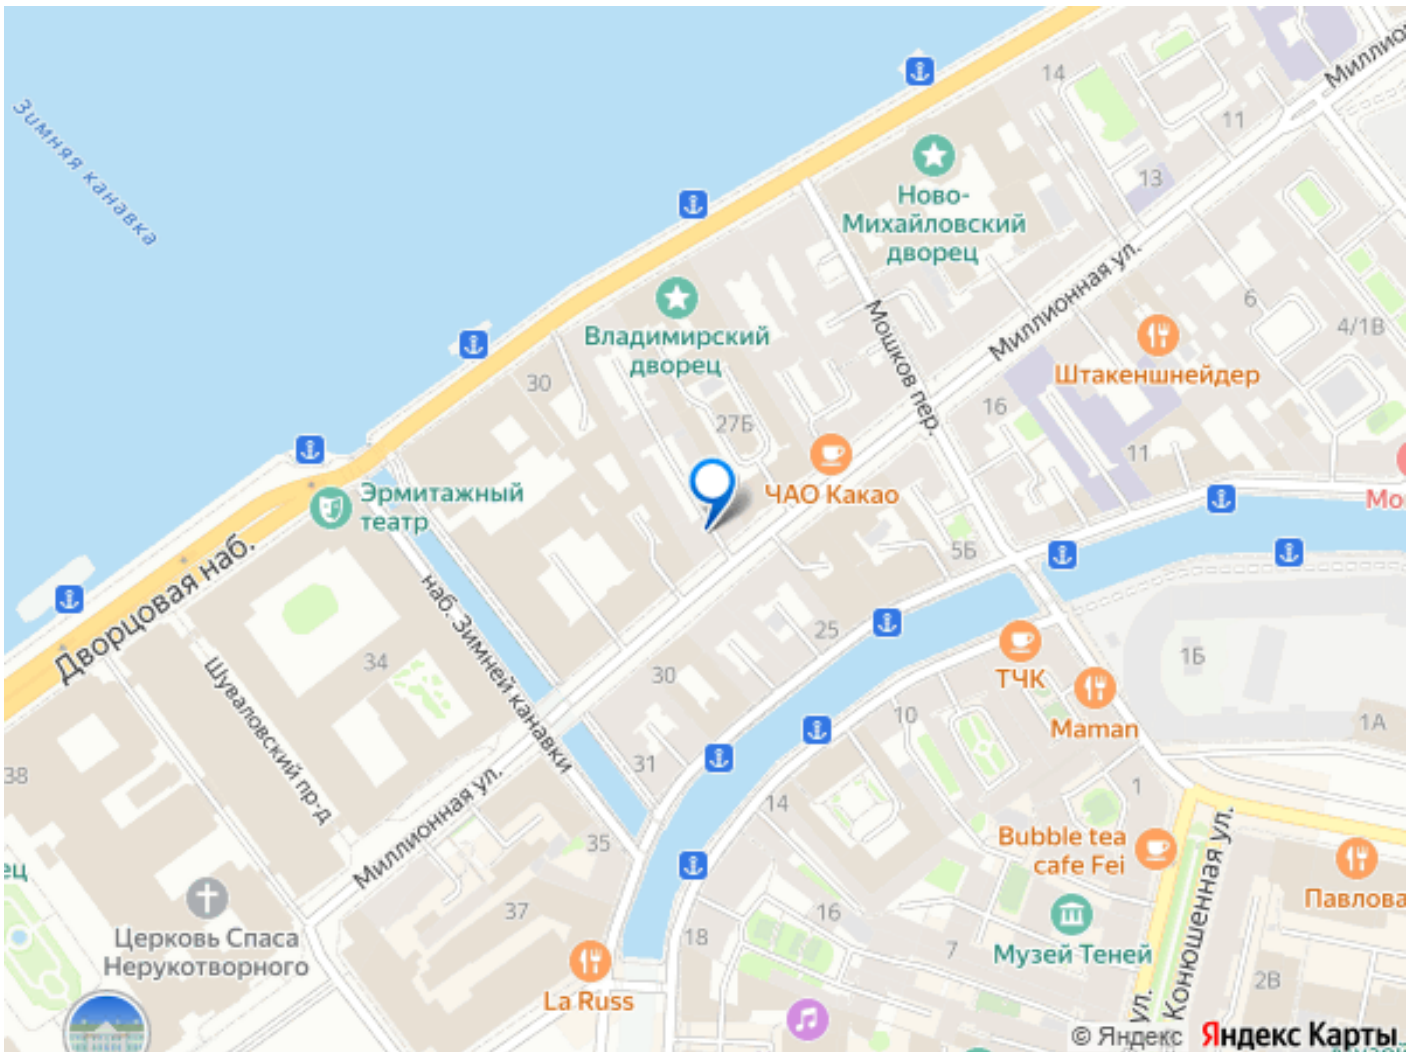 Зимняя канавка
14
Миллион
11
13
Ново-
Михайловский
дворец
Миллионная ул.
6
4/1В
Владимирский
дворец
Мошков пер.
Штакеншнейдер
30
27Б
16
11
ЧАО Какао
Эрмитажный
театр
Мо
5Б
Дворцовая наб.
наб. Зимней канавки
25
1Б
34
Шуваловский пр-д
30
ТЧК
Maman
10
1А
38
31
Миллионная ул.
14
1
35
Bubble tea
cafe Fei
Конюшенная ул.
ец
Павлова
37
16
Церковь Спаса
Нерукотворного
18
7
Музей Теней
2В
La Russ
ул.
© Яндекс
Яндекс Карты